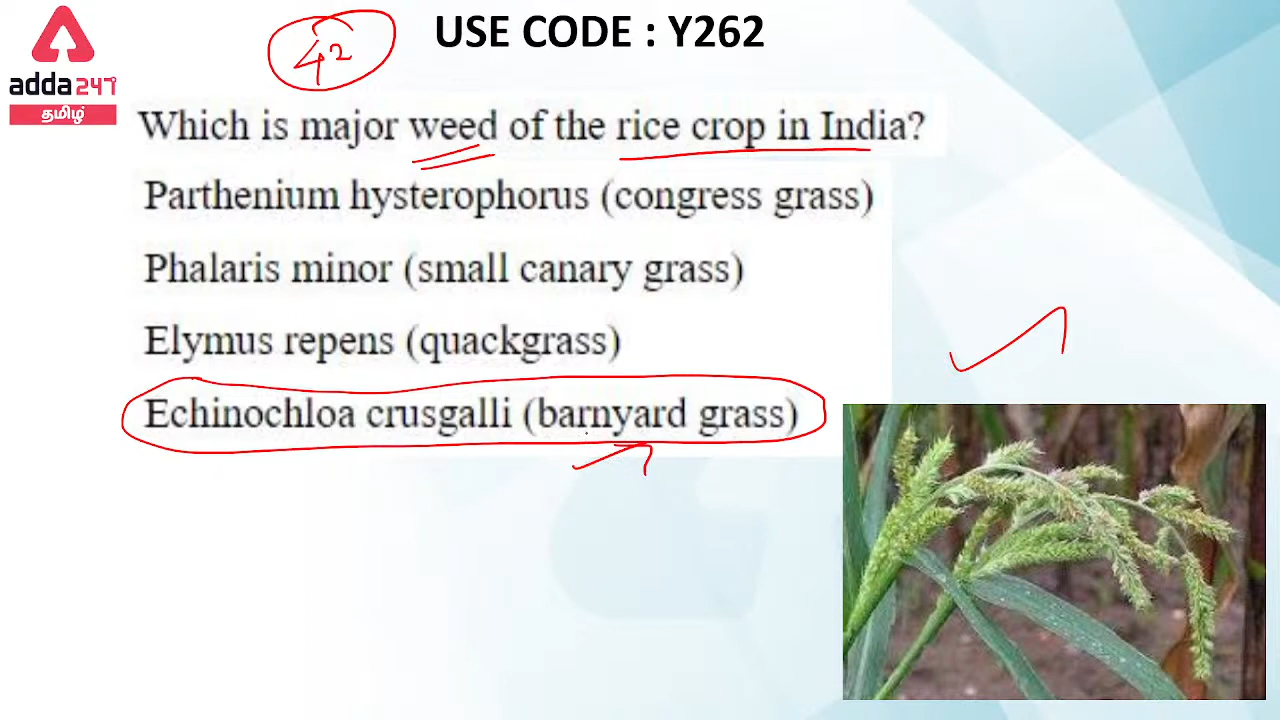 USE CODE : Y262
42
adda247
தமிழ்
Which is major weed of the rice crop in India?
Parthenium hysterophorus (congress grass)
Phalaris minor (small canary grass)
Elymus repens (quackgrass)
Echinochloa crusgalli (barnyard grass)